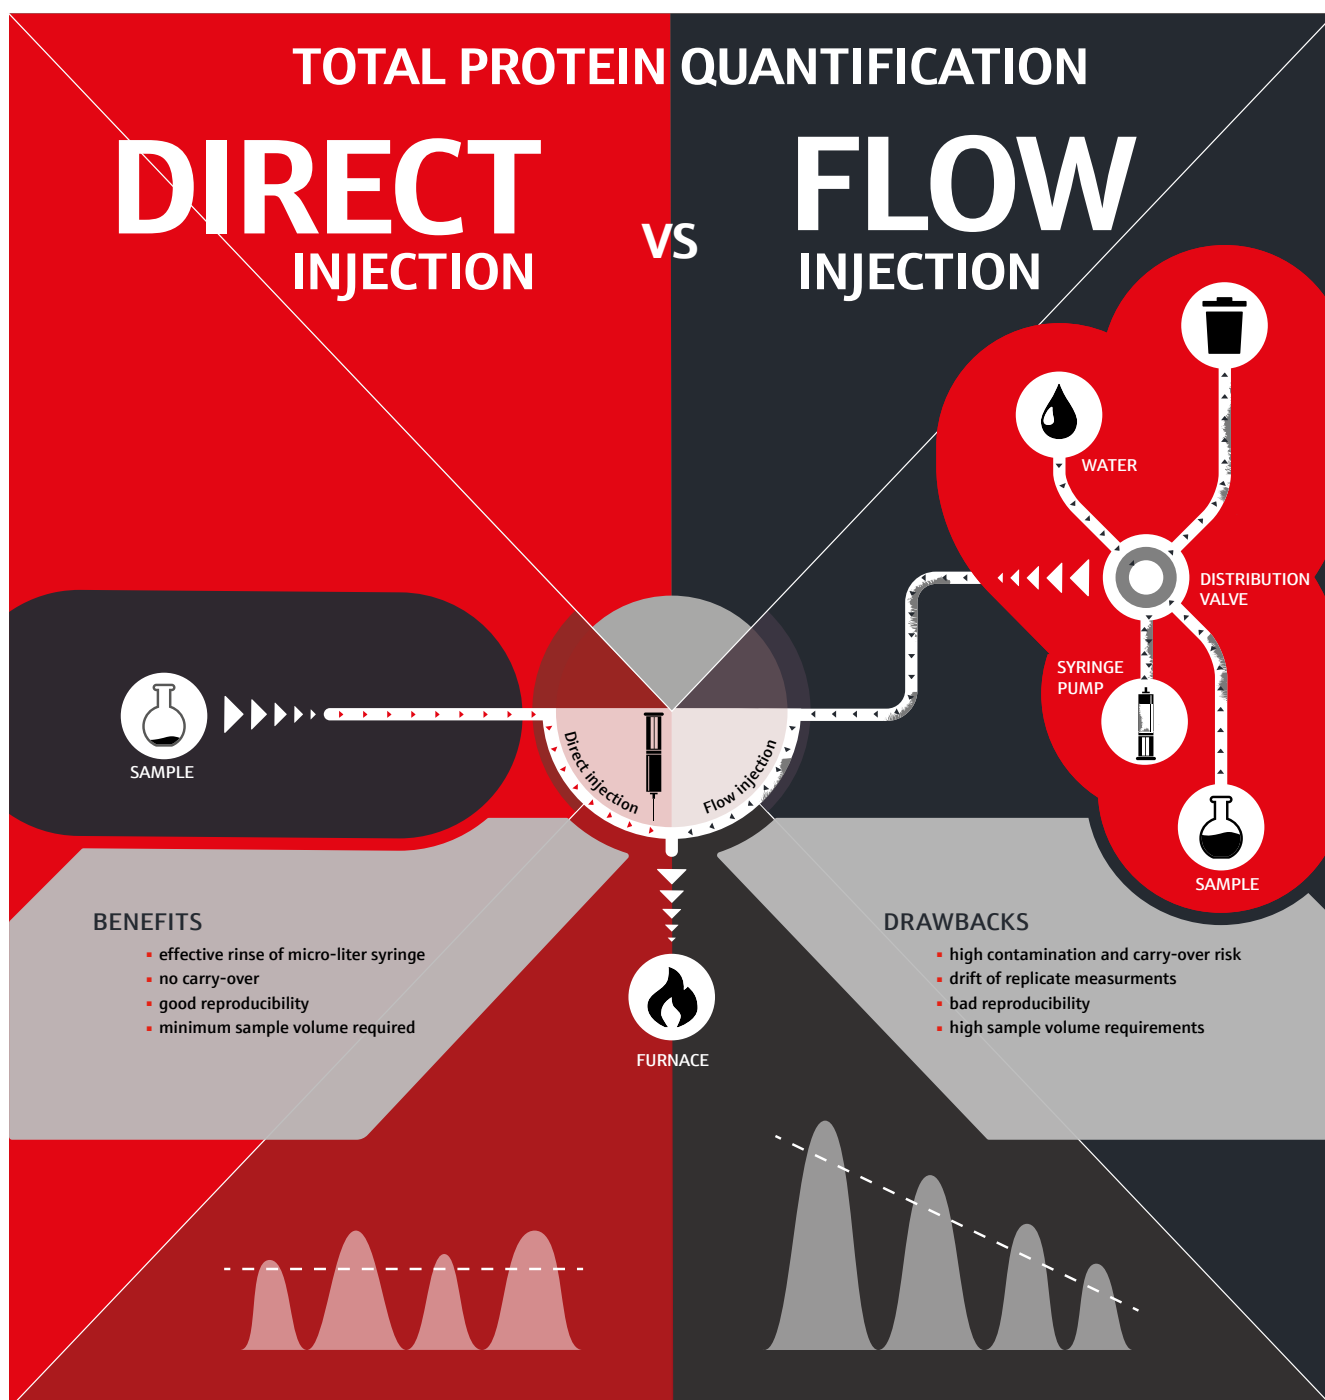 TOTAL PROTEIN QUANTIFICATION
DIRECT
INJECTION
VS
FLOW
INJECTION
WATER
DISTRIBUTION
VALVE
SYRINGE
PUMP
SAMPLE
SAMPLE
Direct injection
Flow injection
FURNACE
BENEFITS
▪ effective rinse of micro-liter syringe
▪ no carry-over
▪ good reproducibility
▪ minimum sample volume required
DRAWBACKS
▪ high contamination and carry-over risk
▪ drift of replicate measurments
▪ bad reproducibility
▪ high sample volume requirements